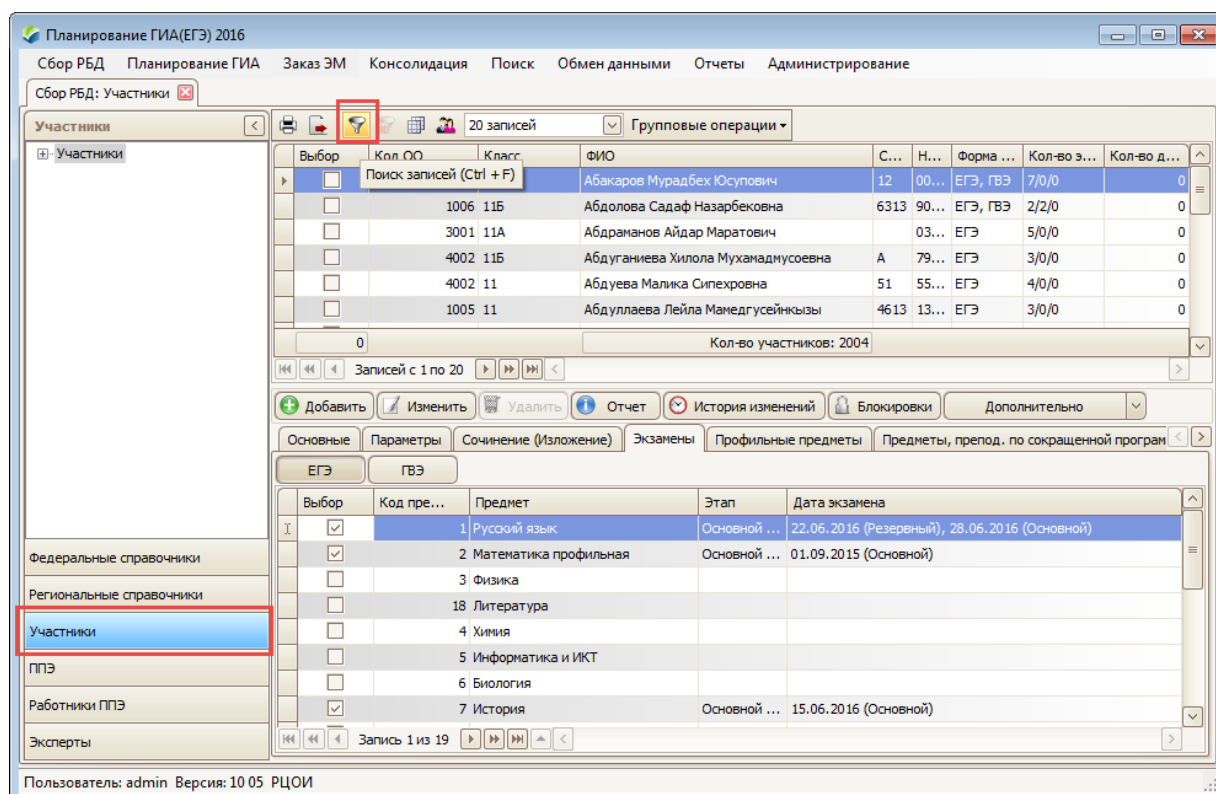 Планирование ГИА(ЕГЭ) 2016
Сбор РБД Планирование ГИА Заказ ЭМ Консолидация Поиск Обмен данными Отчеты Администрирование
Сбор РБД: Участники
Участники
20 записей Групповые операции
Участники
Выбор Код ОО Класс ФИО С... Н... Форма ... Кол-во э... Кол-во д...
Поиск записей (Ctrl + F)
Абакаров Мурадбех Юсупович 12 00... ЕГЭ, ГВЭ 7/0/0 0
1006 11Б Абдолова Садаф Назарбековна 6313 90... ЕГЭ, ГВЭ 2/2/0 0
3001 11А Абдраманов Айдар Маратович 03... ЕГЭ 5/0/0 0
4002 11Б Абдуганиева Хилола Мухамадмусоевна А 79... ЕГЭ 3/0/0 0
4002 11 Абдуева Малика Сипехровна 51 55... ЕГЭ 4/0/0 0
1005 11 Абдуллаева Лейла Мамедгусейнкызы 4613 13... ЕГЭ 3/0/0 0
0 Кол-во участников: 2004
Записей с 1 по 20
Добавить Изменить Удалить Отчет История изменений Блокировки Дополнительно
Основные Параметры Сочинение (Изложение) Экзамены Профильные предметы Предметы, препод. по сокращенной програм
ЕГЭ ГВЭ
Выбор Код пре... Предмет Этап Дата экзамена
1 Русский язык Основной ... 22.06.2016 (Резервный), 28.06.2016 (Основной)
2 Математика профильная Основной ... 01.09.2015 (Основной)
3 Физика
18 Литература
4 Химия
5 Информатика и ИКТ
6 Биология
7 История Основной ... 15.06.2016 (Основной)
Запись 1 из 19
Федеральные справочники
Региональные справочники
Участники
ППЭ
Работники ППЭ
Эксперты
Пользователь: admin Версия: 10 05 РЦОИ